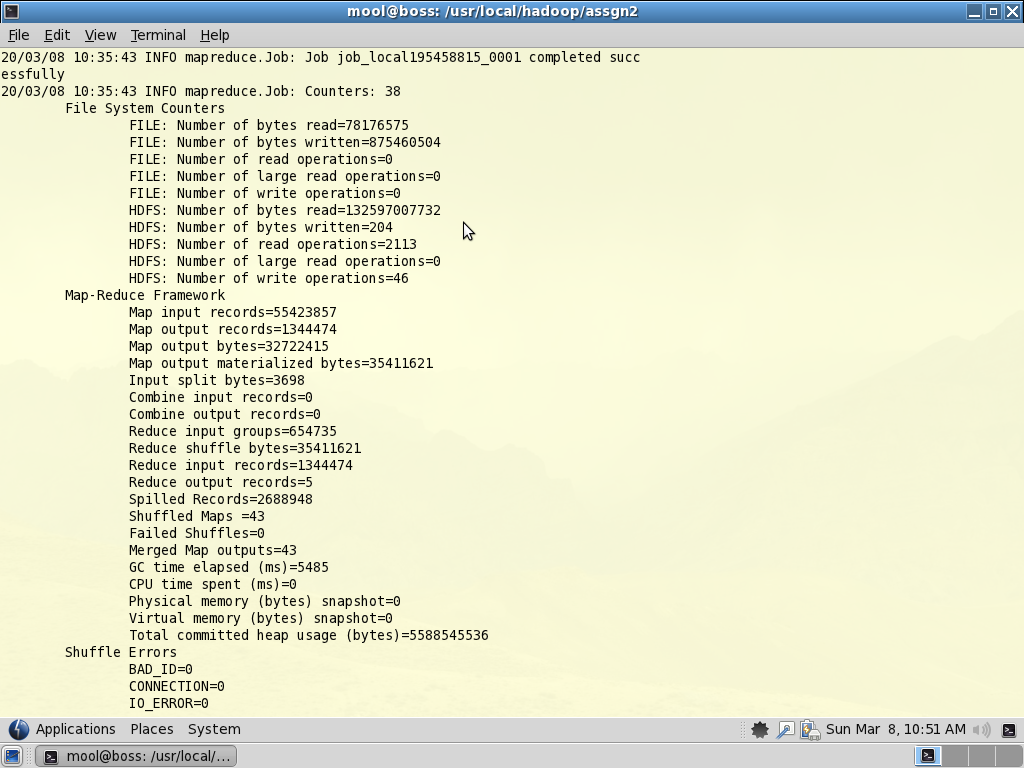 mool@boss: /usr/local/hadoop/assgn2
File Edit View Terminal Help
20/03/08 10:35:43 INFO mapreduce.Job: Job job_local195458815_0001 completed succ
essfully
20/03/08 10:35:43 INFO mapreduce.Job: Counters: 38
File System Counters
FILE: Number of bytes read=78176575
FILE: Number of bytes written=875460504
FILE: Number of read operations=0
FILE: Number of large read operations=0
FILE: Number of write operations=0
HDFS: Number of bytes read=132597007732
HDFS: Number of bytes written=204
HDFS: Number of read operations=2113
HDFS: Number of large read operations=0
HDFS: Number of write operations=46
Map-Reduce Framework
Map input records=55423857
Map output records=1344474
Map output bytes=32722415
Map output materialized bytes=35411621
Input split bytes=3698
Combine input records=0
Combine output records=0
Reduce input groups=654735
Reduce shuffle bytes=35411621
Reduce input records=1344474
Reduce output records=5
Spilled Records=2688948
Shuffled Maps =43
Failed Shuffles=0
Merged Map outputs=43
GC time elapsed (ms)=5485
CPU time spent (ms)=0
Physical memory (bytes) snapshot=0
Virtual memory (bytes) snapshot=0
Total committed heap usage (bytes)=5588545536
Shuffle Errors
BAD_ID=0
CONNECTION=0
IO_ERROR=0
Applications Places System Sun Mar 8, 10:51 AM
mool@boss: /usr/local/...